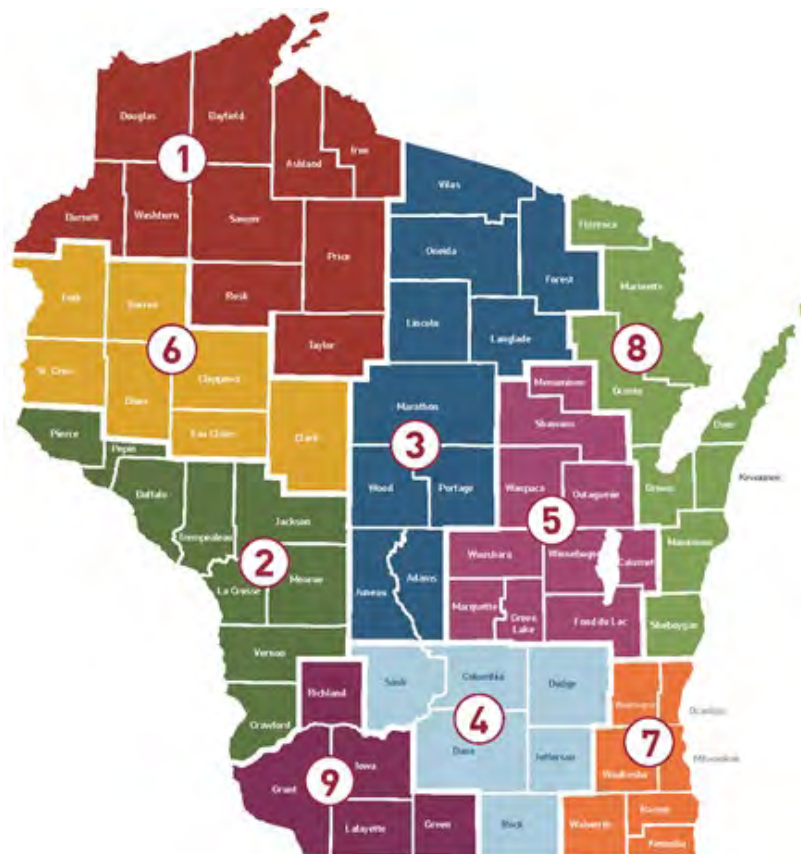 Douglas
Bayfield
Ashland
Iron
1
Burnett
Washburn
Sawyer
Price
Rusk
Taylor
Vilas
Oneida
Forest
Lincoln
Langlade
Florence
Marinette
8
Oconto
Door
Polk
Barron
6
St. Croix
Dunn
Chippewa
Eau Claire
Clark
Marathon
3
Wood
Portage
Menominee
Shawano
Waupaca
Outagamie
Brown
Kewaunee
Pierce
Pepin
Buffalo
Trempealeau
Jackson
2
La Crosse
Monroe
Juneau
Adams
5
Waushara
Winnebago
Calumet
Manitowoc
Marquette
Green
Lake
Fond du Lac
Sheboygan
Vernon
Crawford
Richland
Sauk
Columbia
Dodge
4
Dane
Jefferson
Washington
Ozaukee
7
Milwaukee
Waukesha
Grant
9
Iowa
Lafayette
Green
Rock
Walworth
Racine
Kenosha